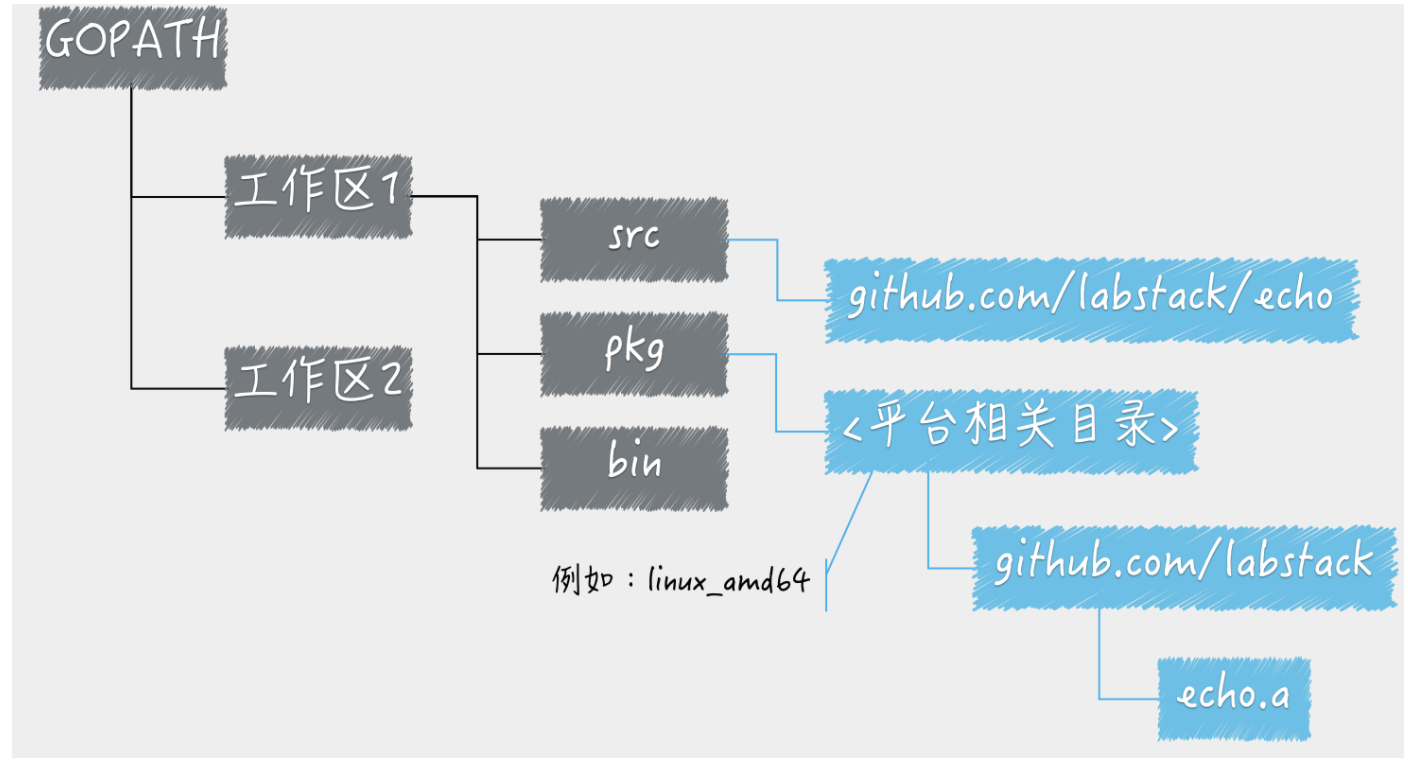 GOPATH
工作区1
src
github.com/labstack/echo
pkg
工作区2
<平台相关目录>
bin
github.com/labstack
例如：linux_amd64
echo.a